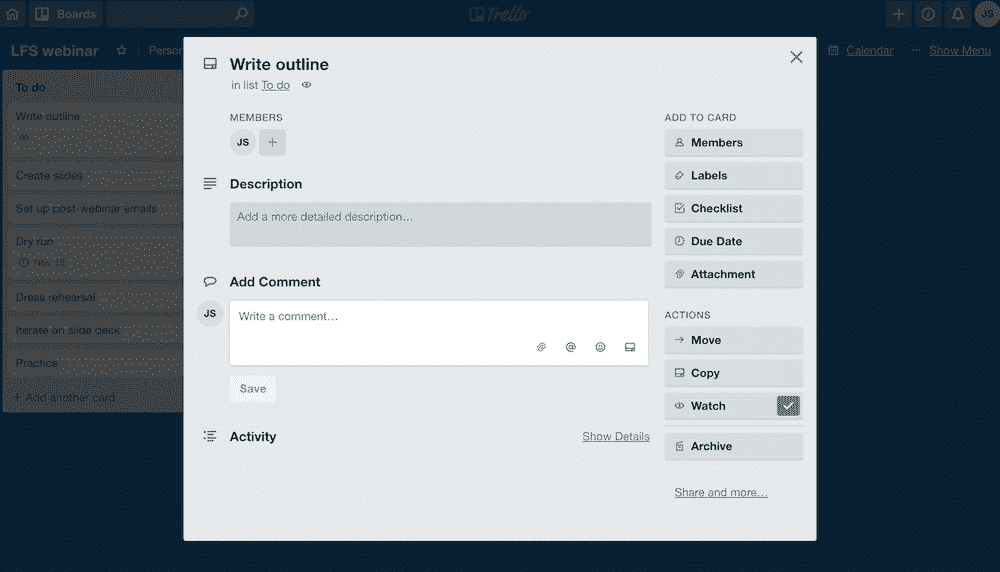 Boards
Trello
JS
LFS webinar
Person
Calendar
··· Show Menu
To do
Write outline
Create slides
Set up post-webinar emails
Dry run
Nov 19
Dress rehearsal
Iterate on slide deck
Practice
+ Add another card
Write outline
in list To do
MEMBERS
JS +
Description
Add a more detailed description...
Add Comment
JS
Write a comment...
@
Save
Activity
Show Details
ADD TO CARD
Members
Labels
Checklist
Due Date
Attachment
ACTIONS
Move
Copy
Watch
Archive
Share and more...